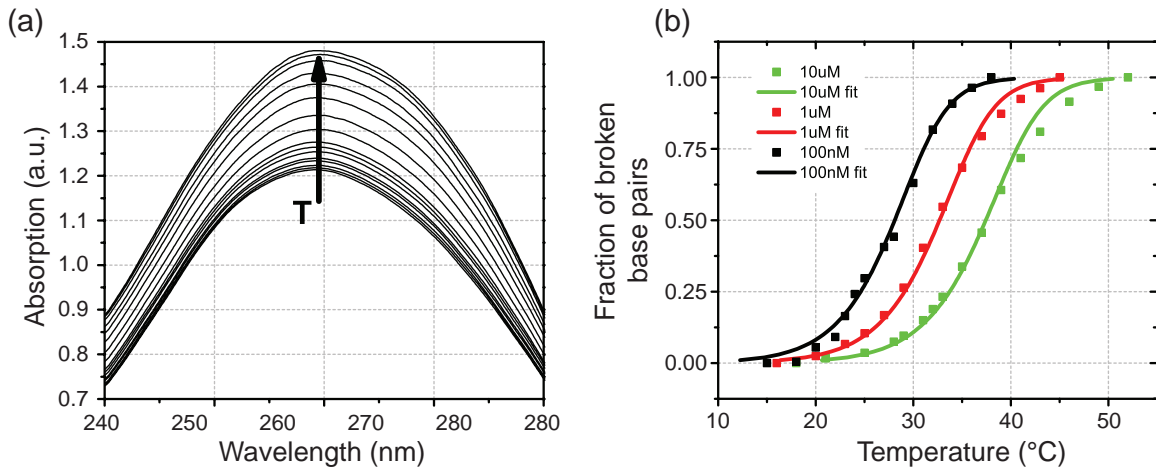 (a)
1.5
1.4
1.3
1.2
1.1
1.0
0.9
0.8
0.7
Absorption (a.u.)
T
240
250
260
270
280
280
Wavelength (nm)
(b)
1.00
0.75
0.50
0.25
0.00
Fraction of broken
base pairs
10uM
10uM fit
1uM
1uM fit
100nM
100nM fit
10
20
30
40
50
Temperature (°C)